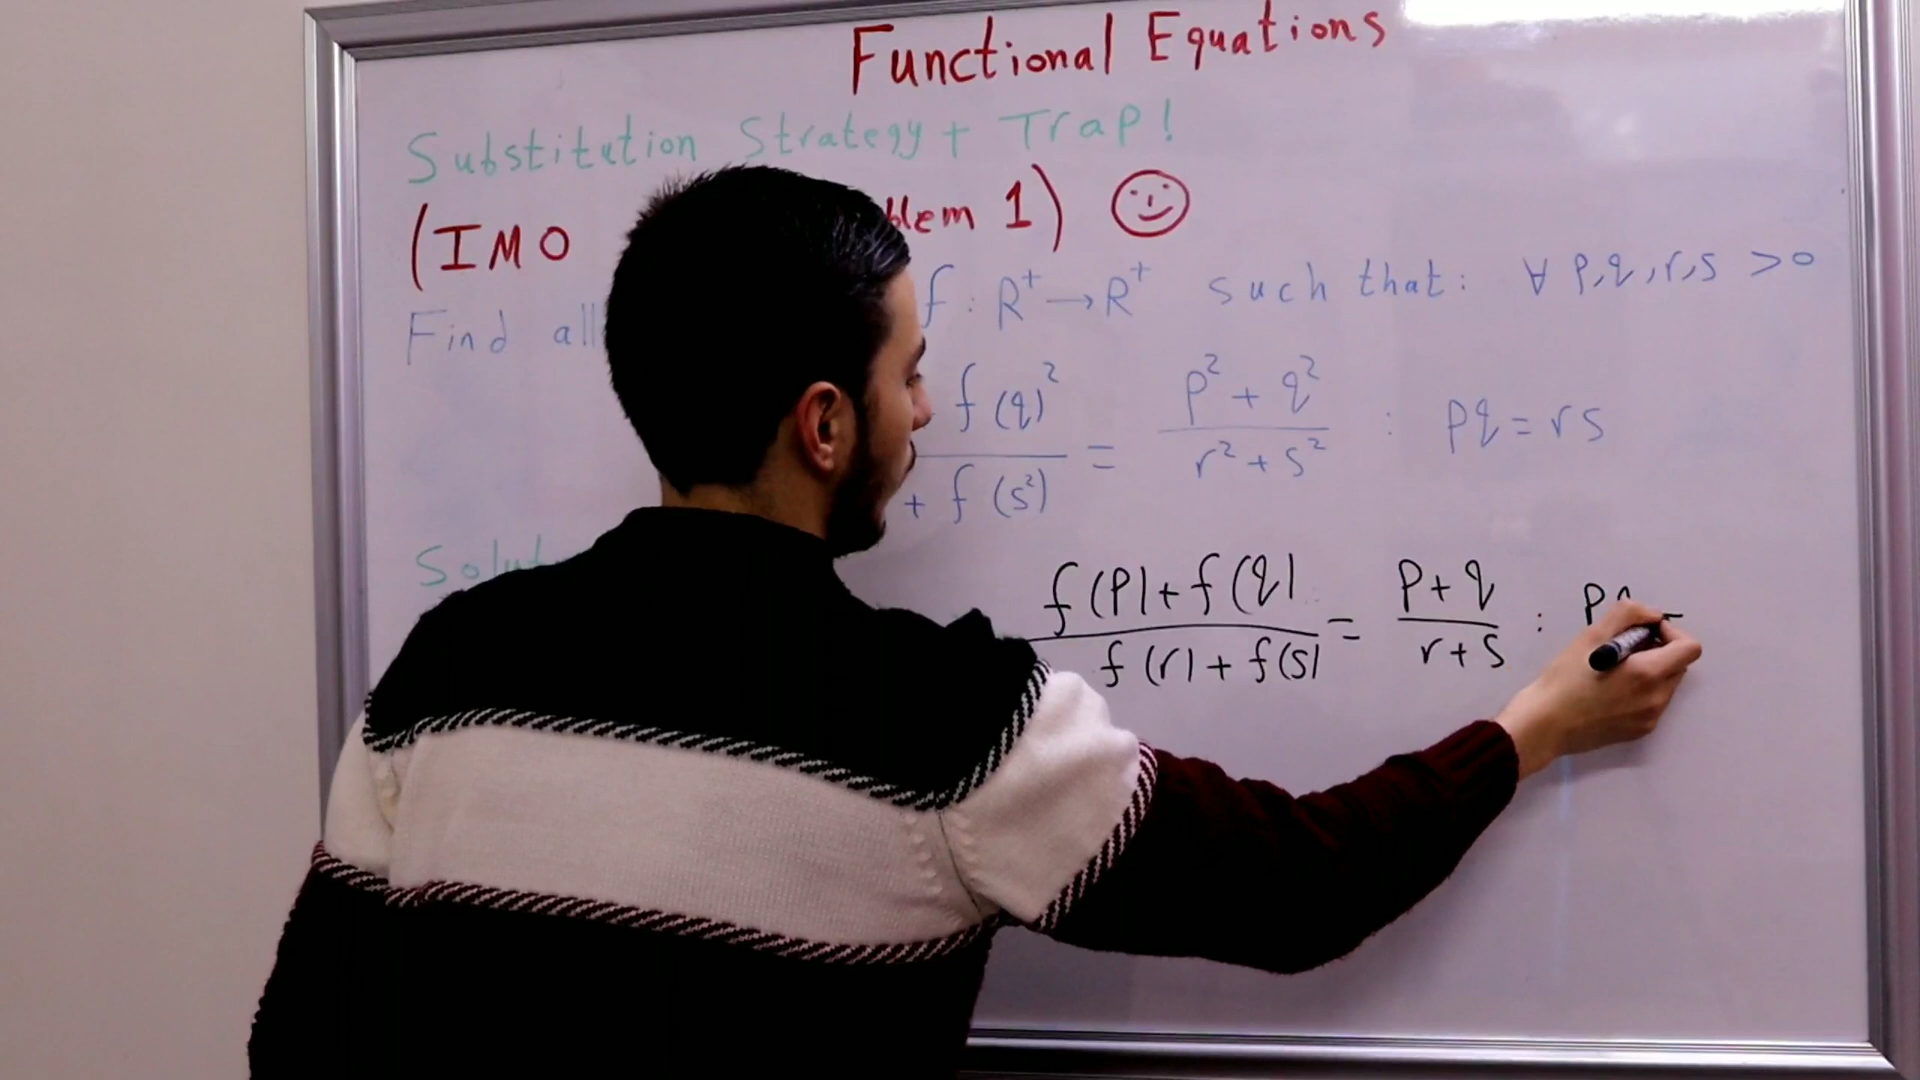 Functional Equations
Substitution Strategy + Trap!
(IMO blem 1)
Find all f : R⁺ → R⁺ such that : ∀ p,q,r,s >0
f(q)² / + f(s²) = p² + q² / r² + s² : pq = rs
Solut
f(p)+f(q) / f(r)+f(s) = p+q / r+s : p